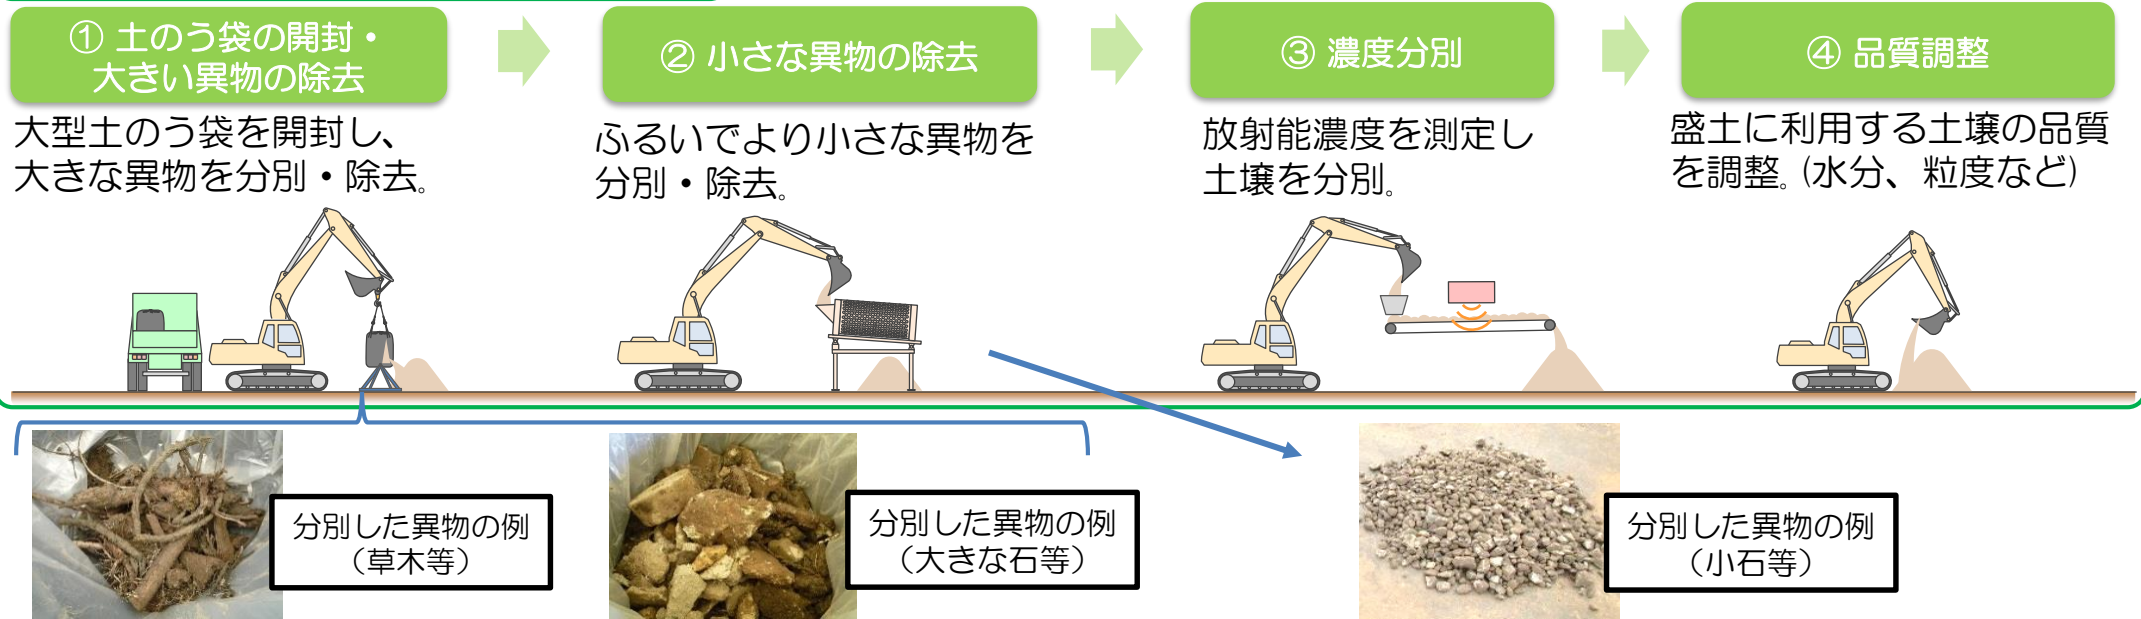 ① 土のう袋の開封・
大きい異物の除去
② 小さな異物の除去
③ 濃度分別
④ 品質調整
大型土のう袋を開封し、
大きな異物を分別・除去。
ふるいでより小さな異物を
分別・除去。
放射能濃度を測定し
土壌を分別。
盛土に利用する土壌の品質
を調整。(水分、粒度など)
分別した異物の例
（草木等）
分別した異物の例
（大きな石等）
分別した異物の例
（小石等）